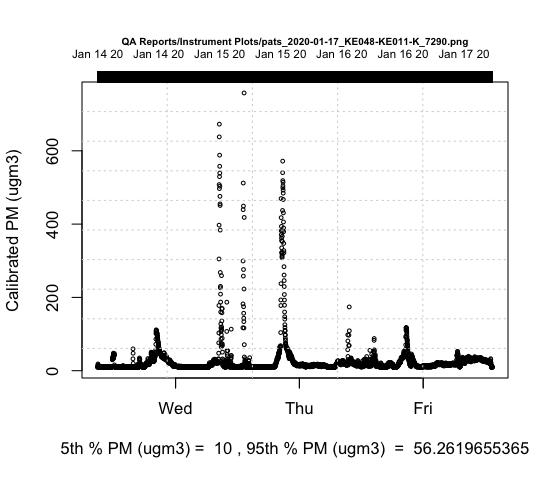 QA Reports/Instrument Plots/pats_2020-01-17_KE048-KE011-K_7290.png
Jan 14 20 Jan 14 20 Jan 15 20 Jan 15 20 Jan 16 20 Jan 16 20 Jan 17 20
Calibrated PM (ugm3)
600
400
200
0
Wed Thu Fri
5th % PM (ugm3) = 10 , 95th % PM (ugm3) = 56.2619655365